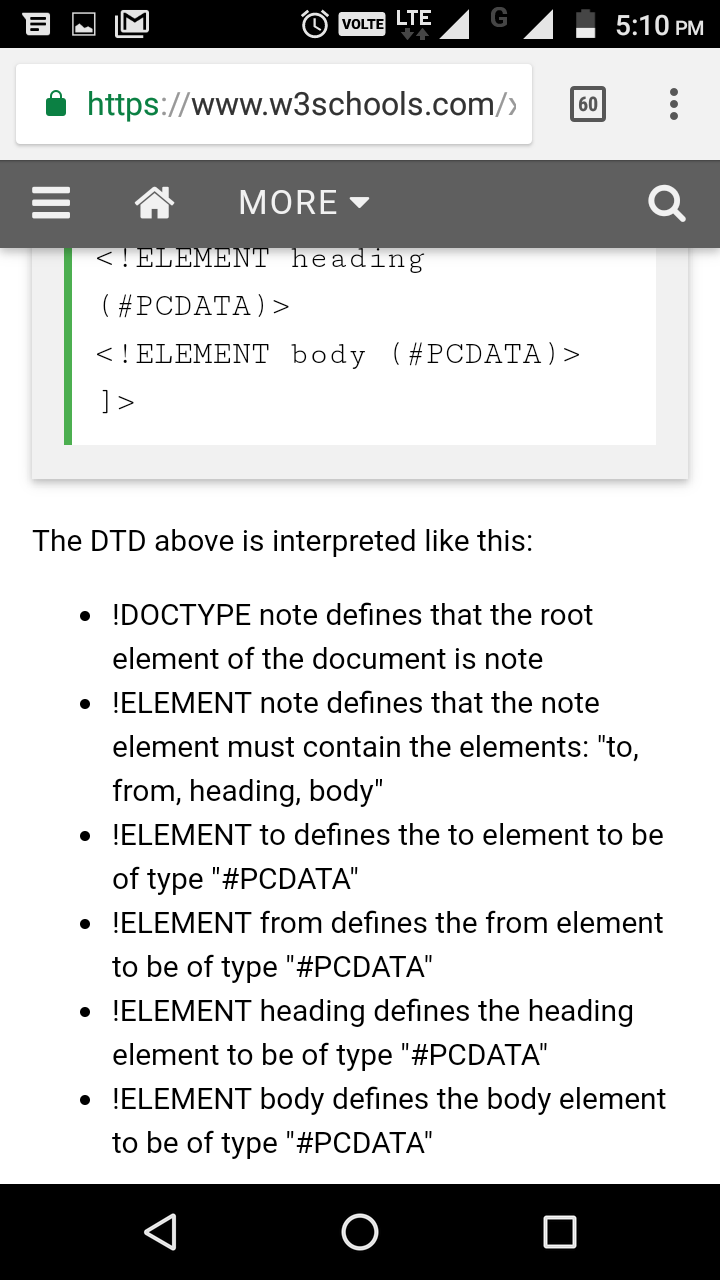 VOLTE LTE G 5:10 PM
https://www.w3schools.com/x 60
MORE
<!ELEMENT heading
(#PCDATA)>
<!ELEMENT body (#PCDATA)>
]>
The DTD above is interpreted like this:
• !DOCTYPE note defines that the root
element of the document is note
• !ELEMENT note defines that the note
element must contain the elements: "to,
from, heading, body"
• !ELEMENT to defines the to element to be
of type "#PCDATA"
• !ELEMENT from defines the from element
to be of type "#PCDATA"
• !ELEMENT heading defines the heading
element to be of type "#PCDATA"
• !ELEMENT body defines the body element
to be of type "#PCDATA"